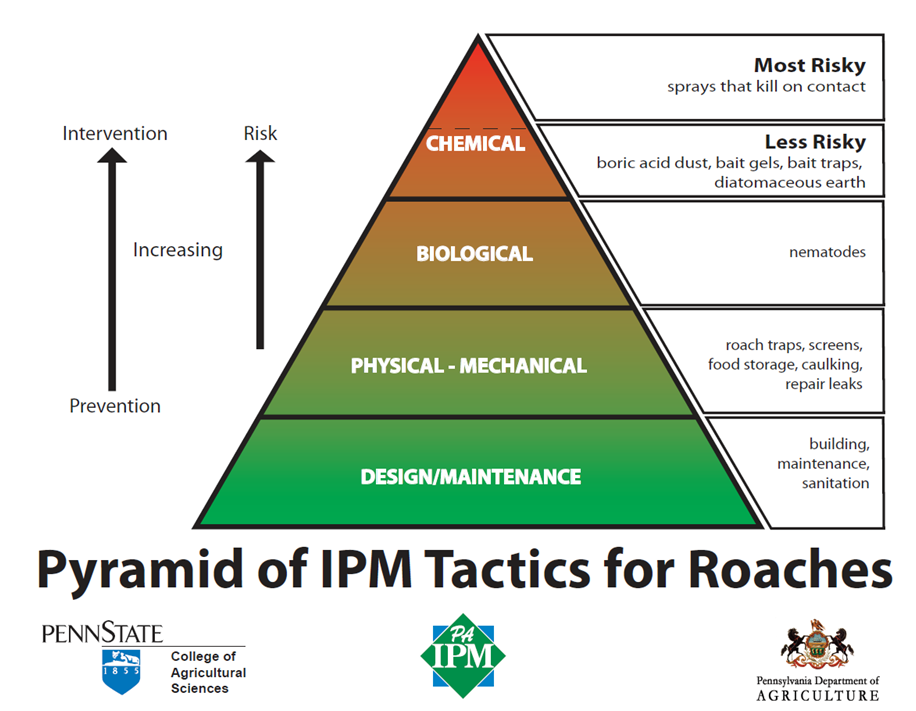 Most Risky
sprays that kill on contact
Intervention
Risk
CHEMICAL
Less Risky
boric acid dust, bait gels, bait traps,
diatomaceous earth
Increasing
BIOLOGICAL
nematodes
PHYSICAL - MECHANICAL
roach traps, screens,
food storage, caulking,
repair leaks
Prevention
DESIGN/MAINTENANCE
building,
maintenance,
sanitation
Pyramid of IPM Tactics for Roaches
PENNSTATE
1855
College of
Agricultural
Sciences
PA
IPM
Pennsylvania Department of
AGRICULTURE